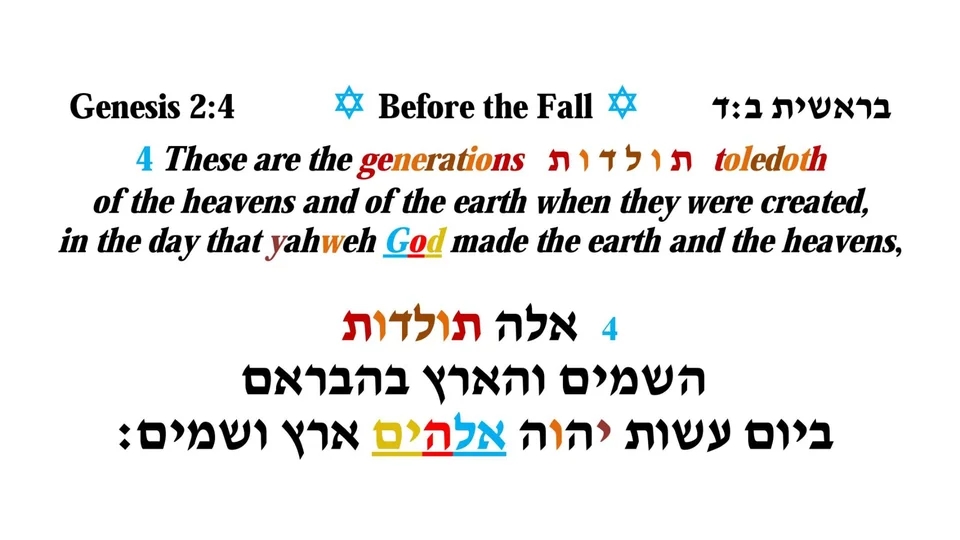 Genesis 2:4 ✡ Before the Fall ✡ בראשית ב:ד
4 These are the generations תולדות toledoth
of the heavens and of the earth when they were created,
in the day that yahweh God made the earth and the heavens,
4 אלה תולדות
השמים והארץ בהבראם
ביום עשות יהוה אלהים ארץ ושמים: